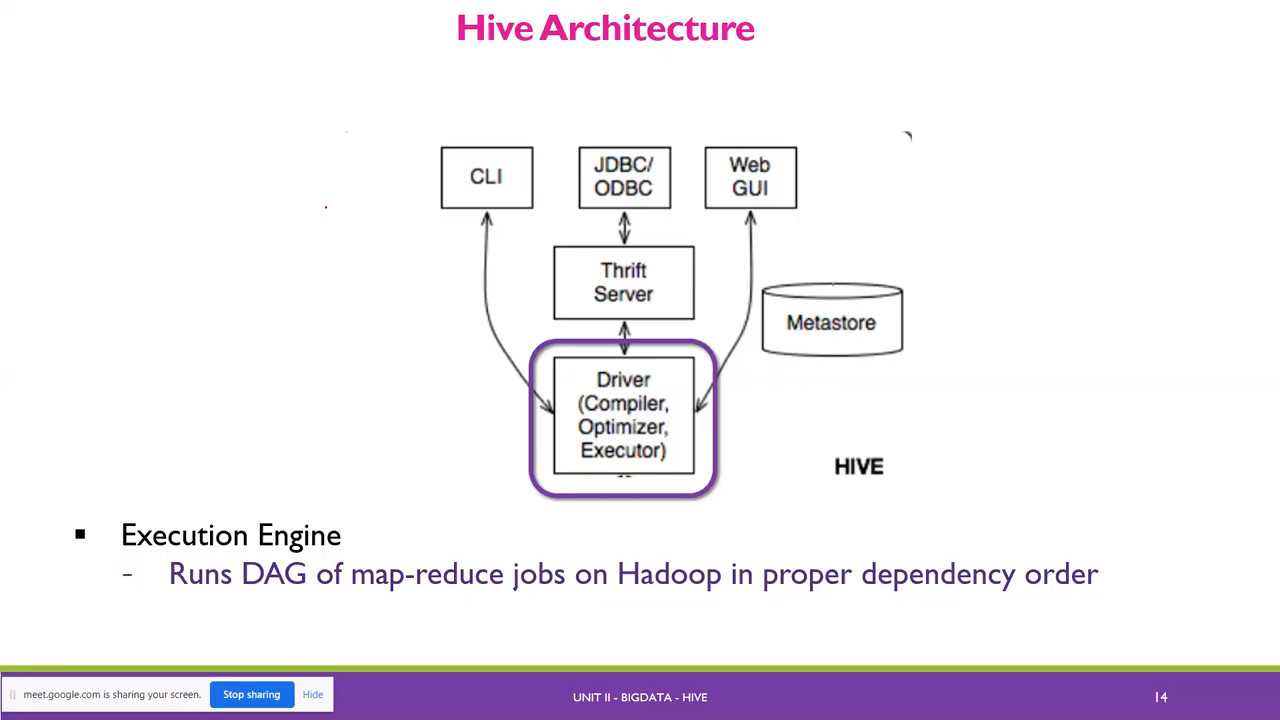 Hive Architecture
CLI
JDBC/
ODBC
Web
GUI
Thrift
Server
Metastore
Driver
(Compiler,
Optimizer,
Executor)
HIVE
▪ Execution Engine
- Runs DAG of map-reduce jobs on Hadoop in proper dependency order
meet.google.com is sharing your screen.
Stop sharing
Hide
UNIT II - BIGDATA - HIVE
14